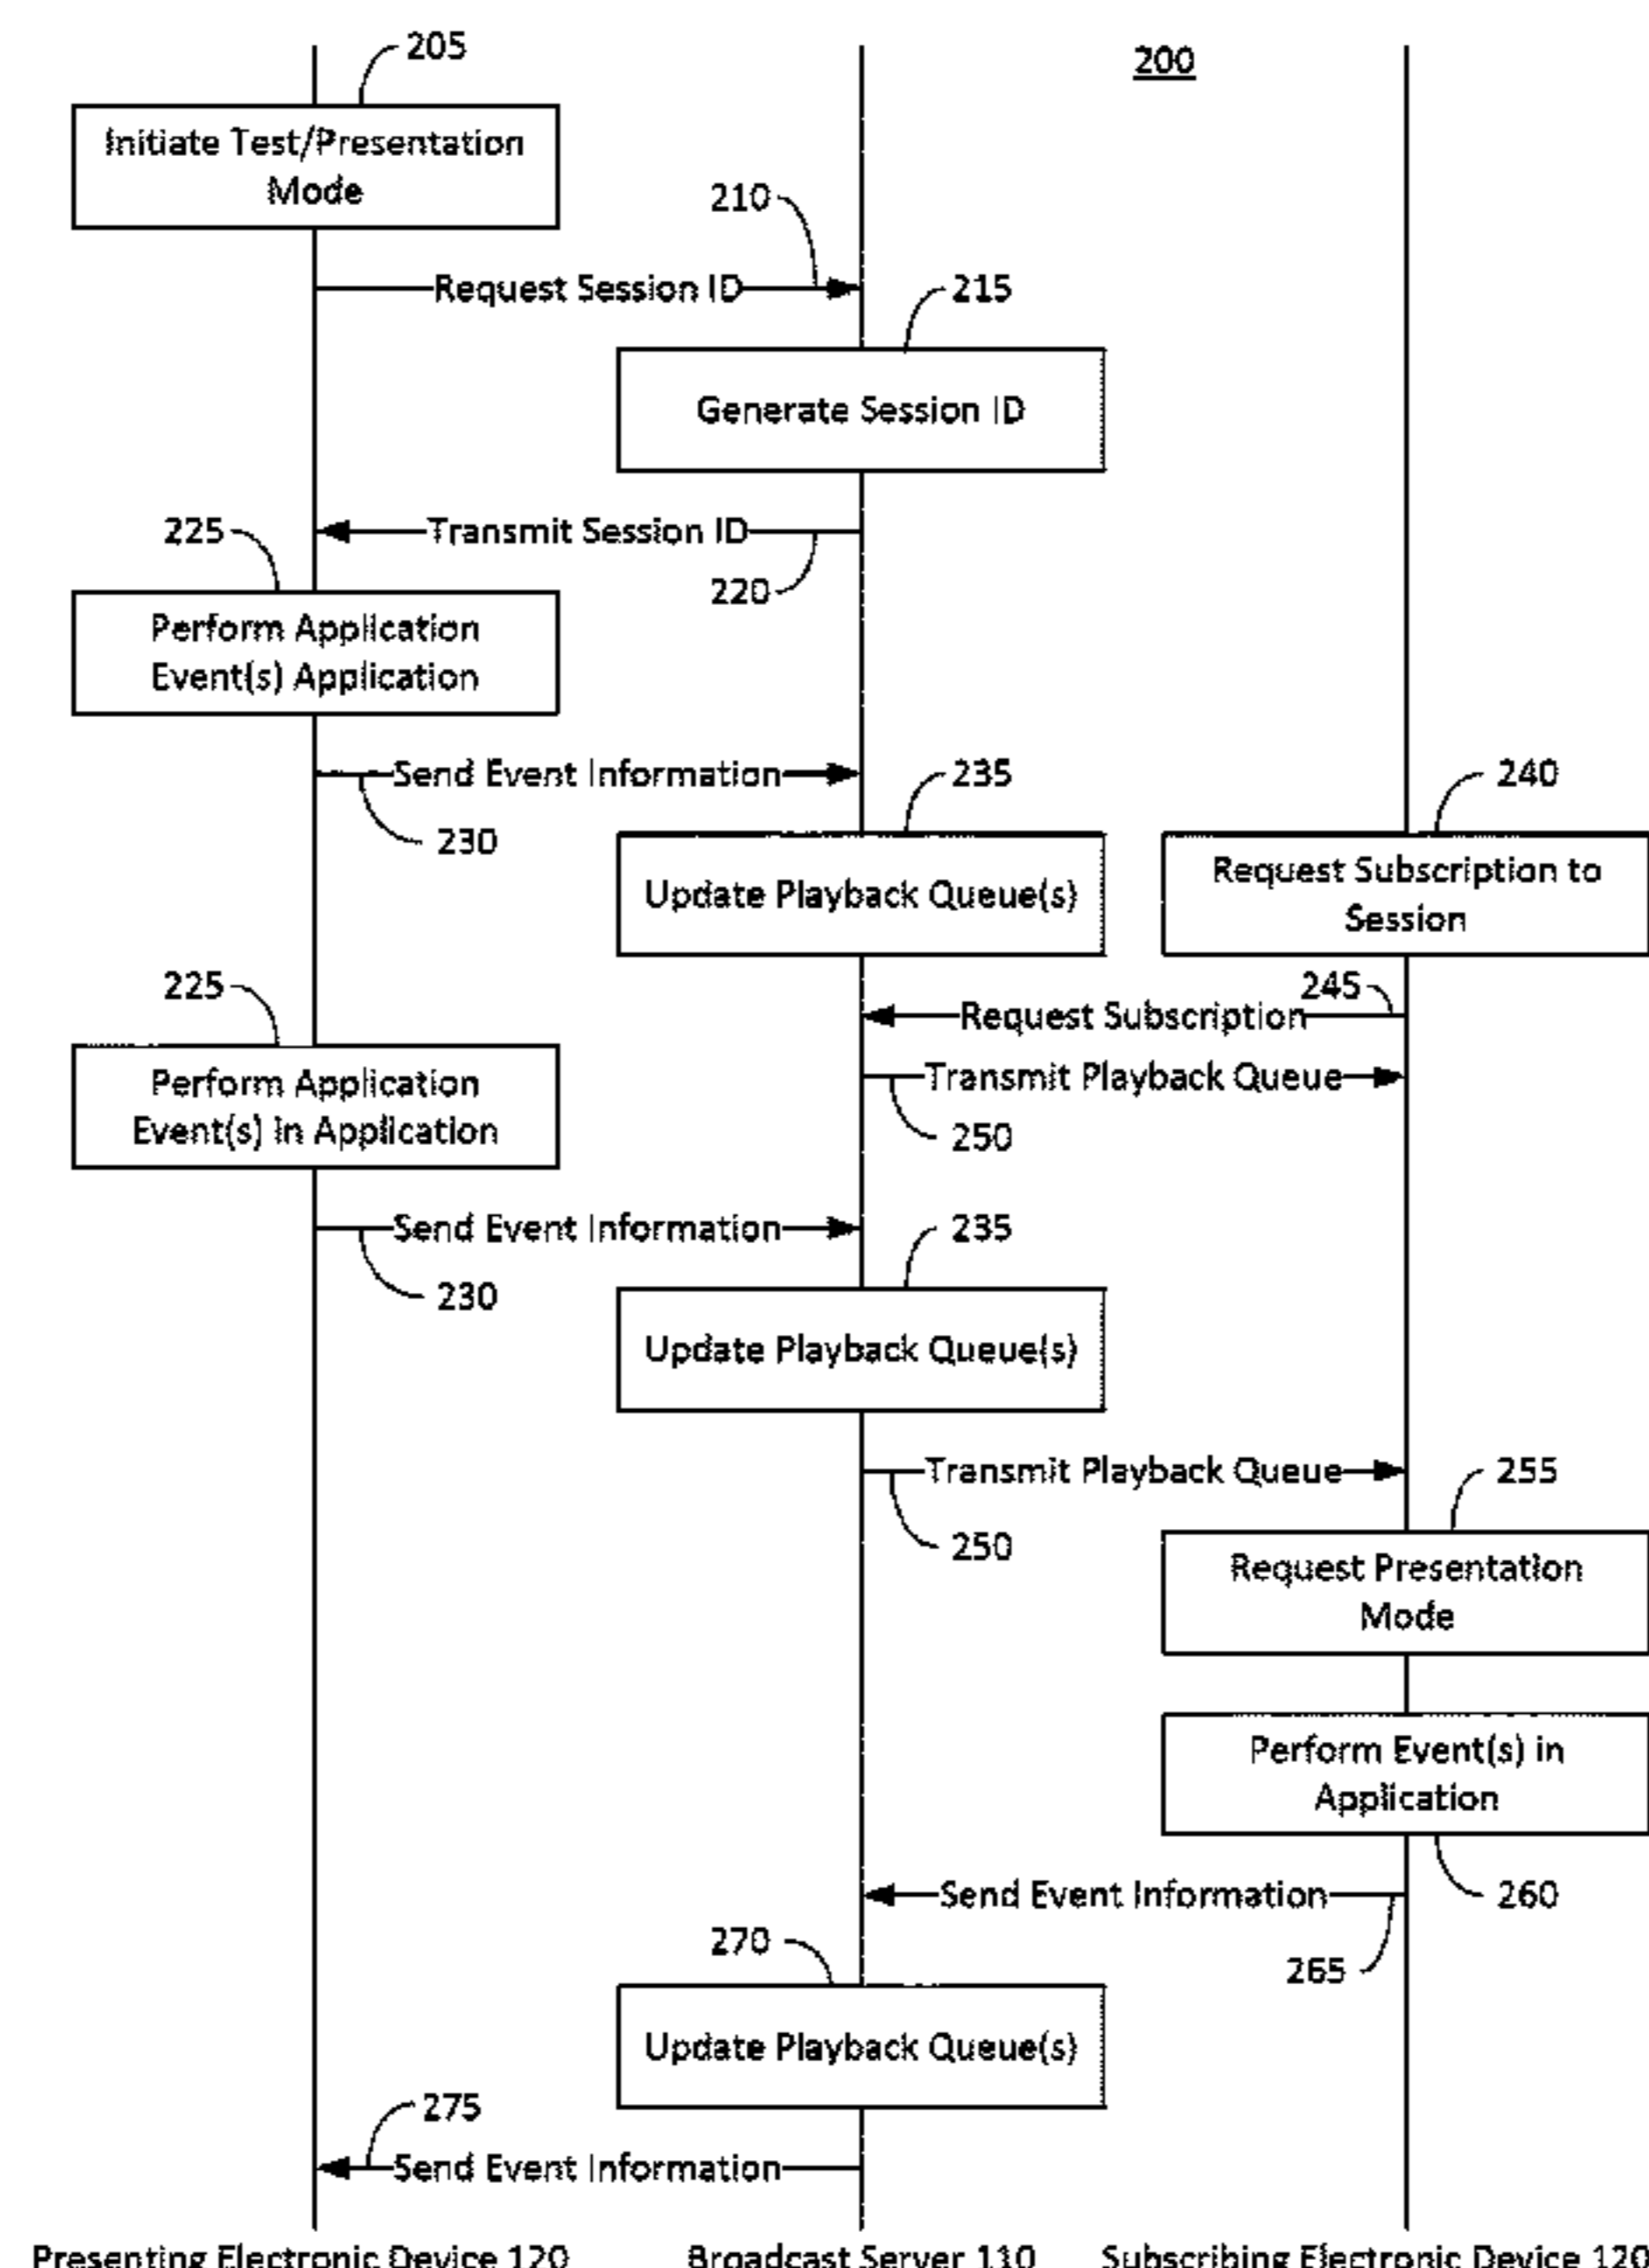 205
200
Initiate Test/Presentation
Mode
210
Request Session ID
215
Generate Session ID
225
Transmit Session ID
220
Perform Application
Event(s) Application
Send Event Information
235
240
230
Update Playback Queue(s)
Request Subscription to
Session
225
245
Request Subscription
Transmit Playback Queue
Perform Application
Event(s) in Application
250
Send Event Information
235
230
Update Playback Queue(s)
Transmit Playback Queue
255
250
Request Presentation
Mode
Perform Event(s) in
Application
Send Event Information
260
270
265
Update Playback Queue(s)
275
Send Event Information
Presenting Electronic Device 120
Broadcast Server 110
Subscribing Electronic Device 120